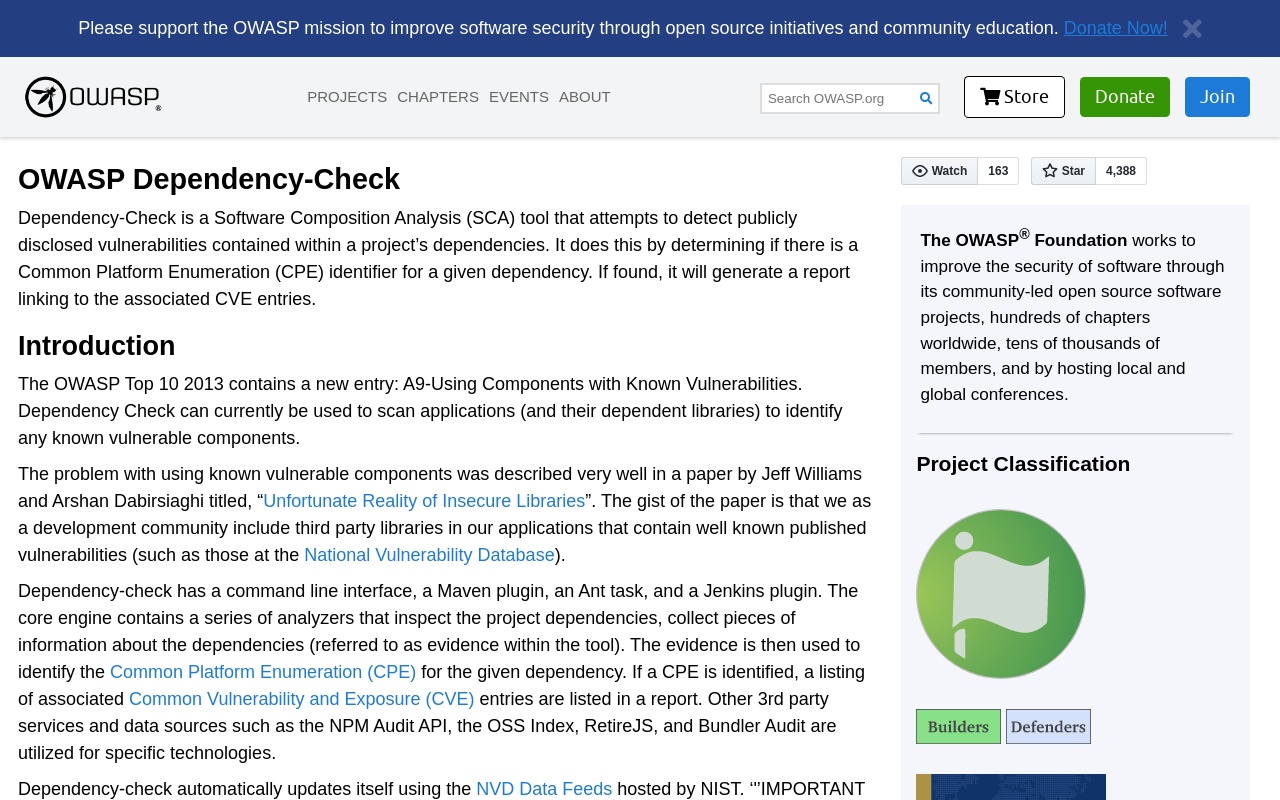 Please support the OWASP mission to improve software security through open source initiatives and community education. Donate Now!
OWASP®
PROJECTS CHAPTERS EVENTS ABOUT
Search OWASP.org
Store
Donate
Join
OWASP Dependency-Check
Dependency-Check is a Software Composition Analysis (SCA) tool that attempts to detect publicly
disclosed vulnerabilities contained within a project’s dependencies. It does this by determining if there is a
Common Platform Enumeration (CPE) identifier for a given dependency. If found, it will generate a report
linking to the associated CVE entries.
Introduction
The OWASP Top 10 2013 contains a new entry: A9-Using Components with Known Vulnerabilities.
Dependency Check can currently be used to scan applications (and their dependent libraries) to identify
any known vulnerable components.
The problem with using known vulnerable components was described very well in a paper by Jeff Williams
and Arshan Dabirsiaghi titled, “Unfortunate Reality of Insecure Libraries”. The gist of the paper is that we as
a development community include third party libraries in our applications that contain well known published
vulnerabilities (such as those at the National Vulnerability Database).
Dependency-check has a command line interface, a Maven plugin, an Ant task, and a Jenkins plugin. The
core engine contains a series of analyzers that inspect the project dependencies, collect pieces of
information about the dependencies (referred to as evidence within the tool). The evidence is then used to
identify the Common Platform Enumeration (CPE) for the given dependency. If a CPE is identified, a listing
of associated Common Vulnerability and Exposure (CVE) entries are listed in a report. Other 3rd party
services and data sources such as the NPM Audit API, the OSS Index, RetireJS, and Bundler Audit are
utilized for specific technologies.
Dependency-check automatically updates itself using the NVD Data Feeds hosted by NIST. ‘”IMPORTANT
Watch 163
Star 4,388
The OWASP® Foundation works to
improve the security of software through
its community-led open source software
projects, hundreds of chapters
worldwide, tens of thousands of
members, and by hosting local and
global conferences.
Project Classification
Builders
Defenders